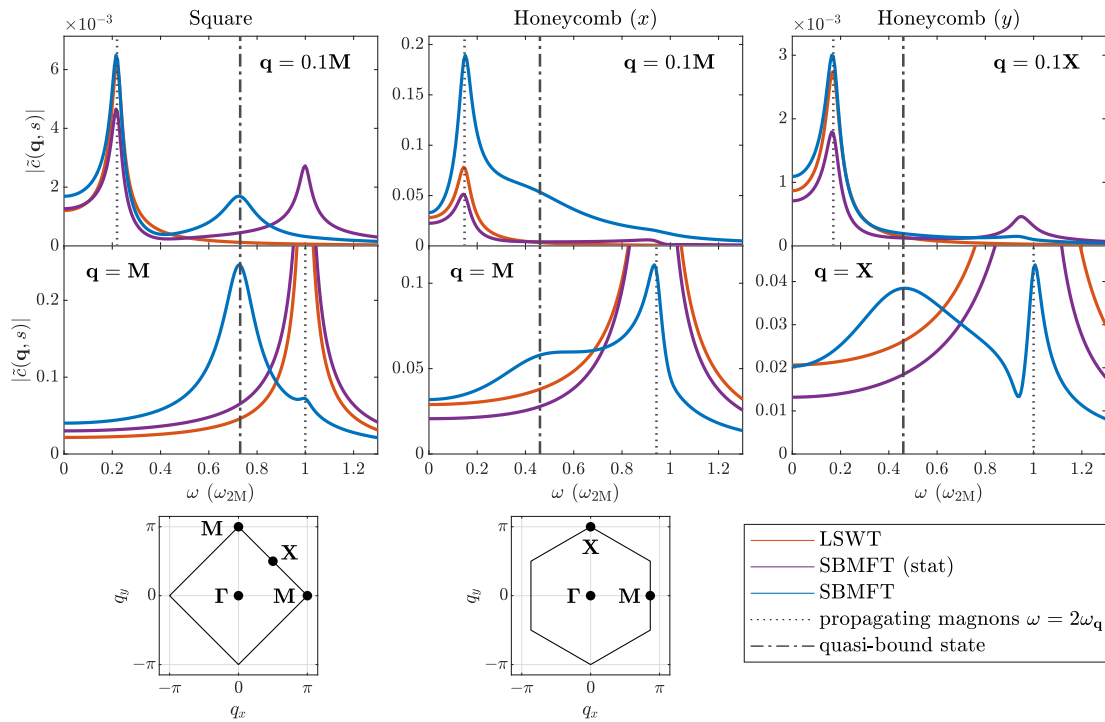 Square
Honeycomb (x)
Honeycomb (y)
×10⁻³
×10⁻³
6
4
2
0
|c̃(q, s)|
q = 0.1M
0.2
0.15
0.1
0.05
0
q = 0.1M
3
2
1
0
q = 0.1X
0.2
0.1
0
|c̃(q, s)|
q = M
0.1
0.05
0
q = M
0.04
0.03
0.02
0.01
0
q = X
0 0.2 0.4 0.6 0.8 1 1.2
0 0.2 0.4 0.6 0.8 1 1.2
0 0.2 0.4 0.6 0.8 1 1.2
ω (ω₂M)
ω (ω₂M)
ω (ω₂M)
π
0
−π
q_y
M
X
Γ
M
−π 0 π
q_x
π
0
−π
q_y
X
Γ
M
−π 0 π
q_x
LSWT
SBMFT (stat)
SBMFT
propagating magnons ω = 2ω_q
quasi-bound state